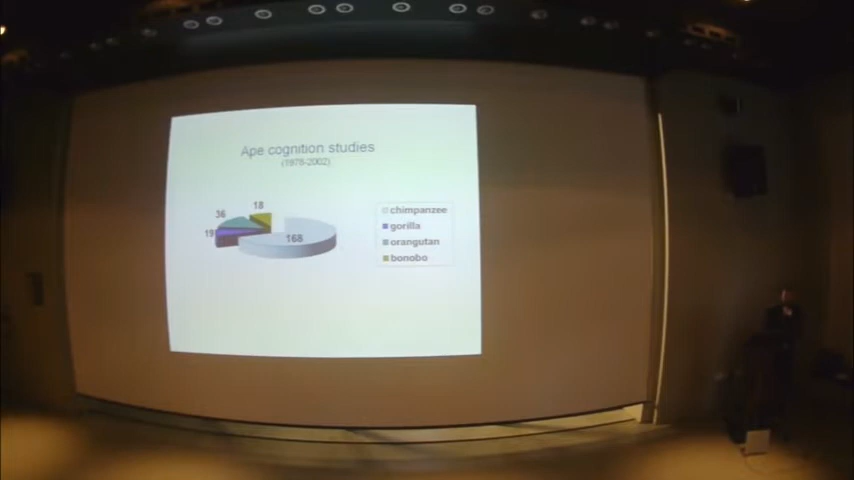 Ape cognition studies
(1978-2002)
18
36
19
168
chimpanzee
gorilla
orangutan
bonobo